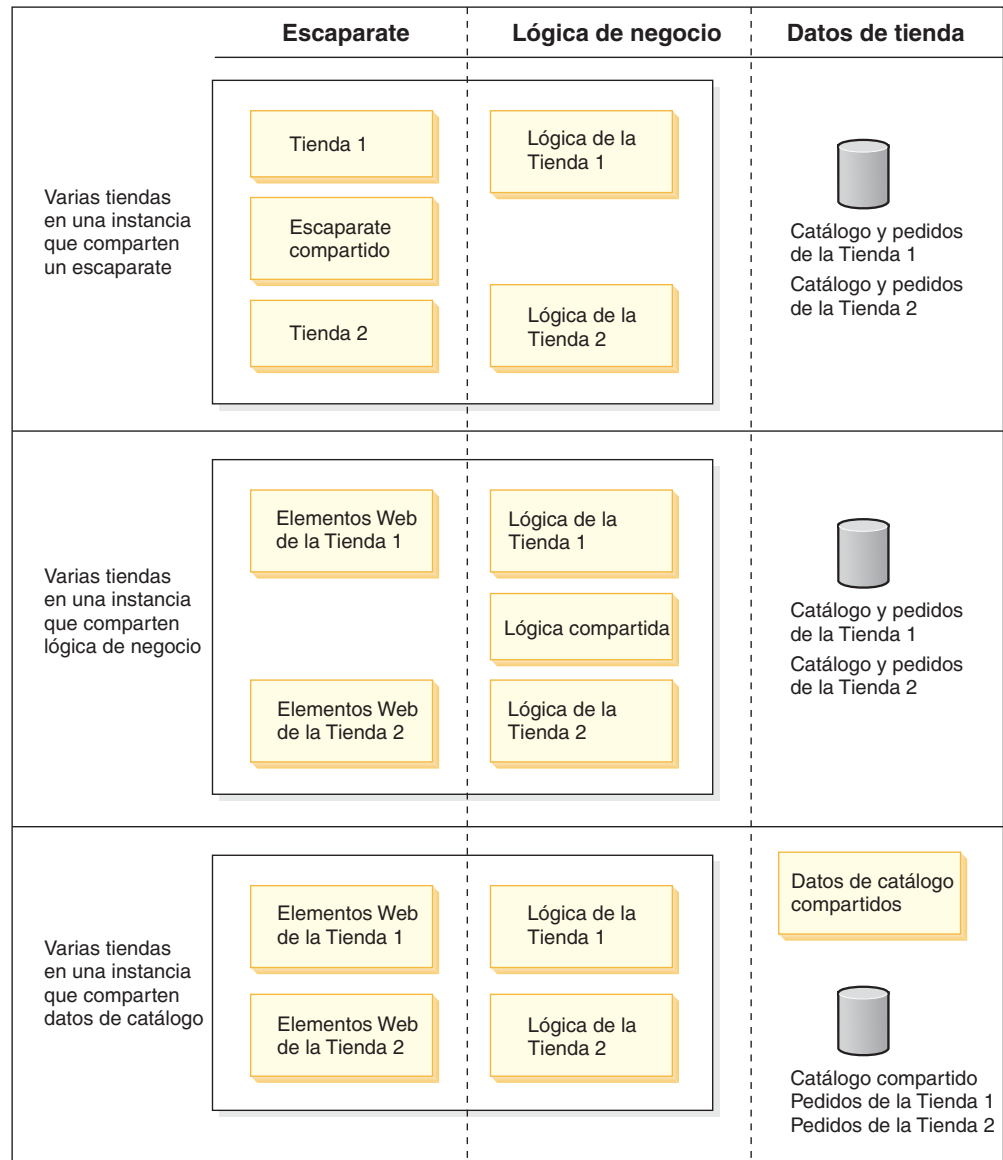 Escaparate
Lógica de negocio
Datos de tienda
Varias tiendas
en una instancia
que comparten
un escaparate
Tienda 1
Escaparate
compartido
Tienda 2
Lógica de la
Tienda 1
Lógica de la
Tienda 2
Catálogo y pedidos
de la Tienda 1
Catálogo y pedidos
de la Tienda 2
Varias tiendas
en una instancia
que comparten
lógica de negocio
Elementos Web
de la Tienda 1
Elementos Web
de la Tienda 2
Lógica de la
Tienda 1
Lógica compartida
Lógica de la
Tienda 2
Catálogo y pedidos
de la Tienda 1
Catálogo y pedidos
de la Tienda 2
Varias tiendas
en una instancia
que comparten
datos de catálogo
Elementos Web
de la Tienda 1
Elementos Web
de la Tienda 2
Lógica de la
Tienda 1
Lógica de la
Tienda 2
Datos de catálogo
compartidos
Catálogo compartido
Pedidos de la Tienda 1
Pedidos de la Tienda 2